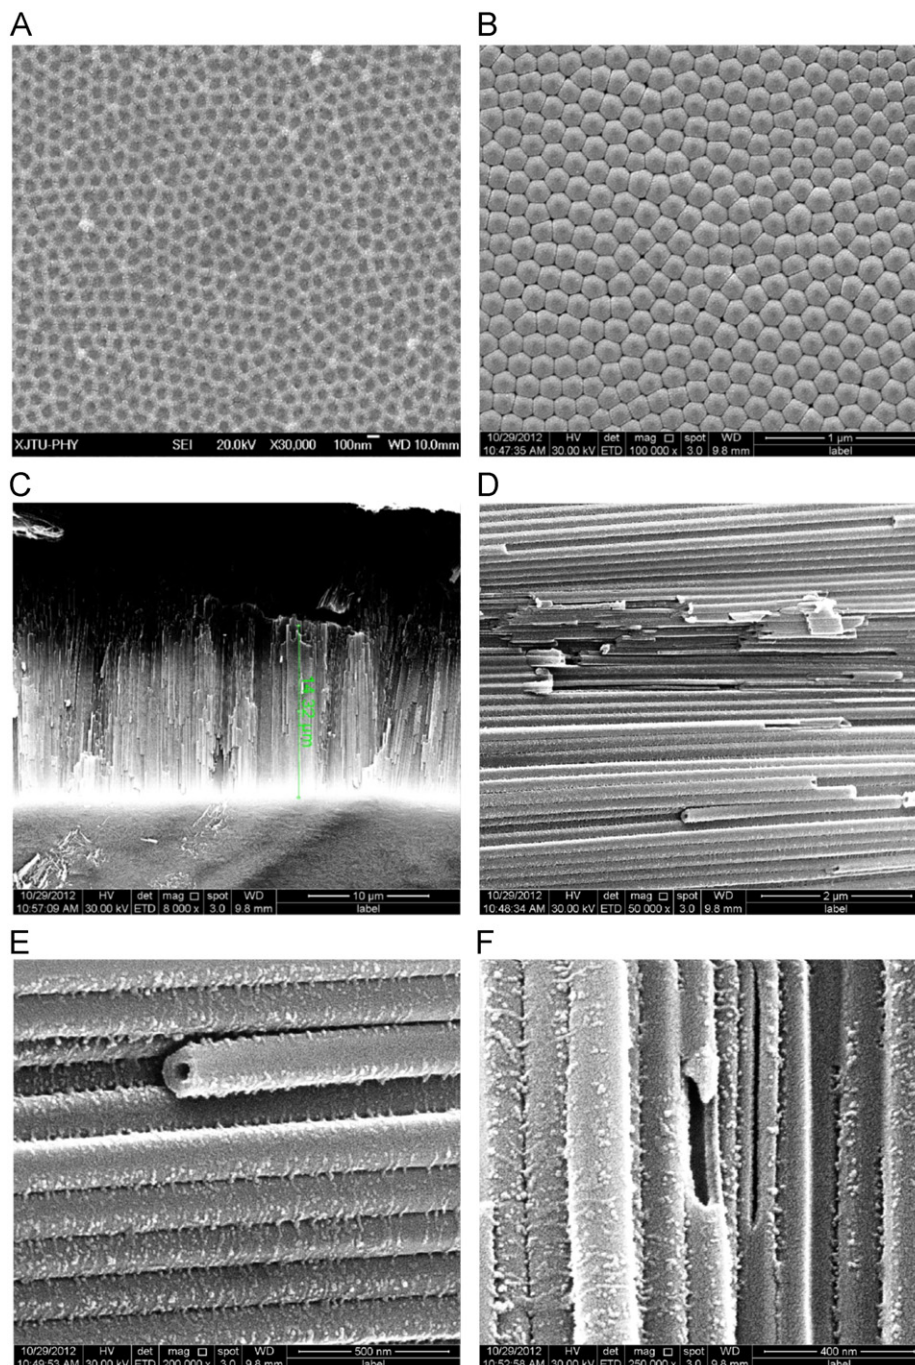 A
B
XJTU-PHY SEI 20.0kV X30,000 100nm WD 10.0mm
10/29/2012 HV det mag spot WD 1 µm
10:47:35 AM 30.00 kV ETD 100 000 x 3.0 9.8 mm label
C
D
10/29/2012 HV det mag spot WD 10 µm
10:57:09 AM 30.00 kV ETD 8 000 x 3.0 9.8 mm label
10/29/2012 HV det mag spot WD 2 µm
10:48:34 AM 30.00 kV ETD 50 000 x 3.0 9.8 mm label
E
F
10/29/2012 HV det mag spot WD 500 nm
10:49:53 AM 30.00 kV ETD 200 000 x 3.0 9.8 mm label
10/29/2012 HV det mag spot WD 400 nm
10:52:58 AM 30.00 kV ETD 250 000 x 3.0 9.8 mm label